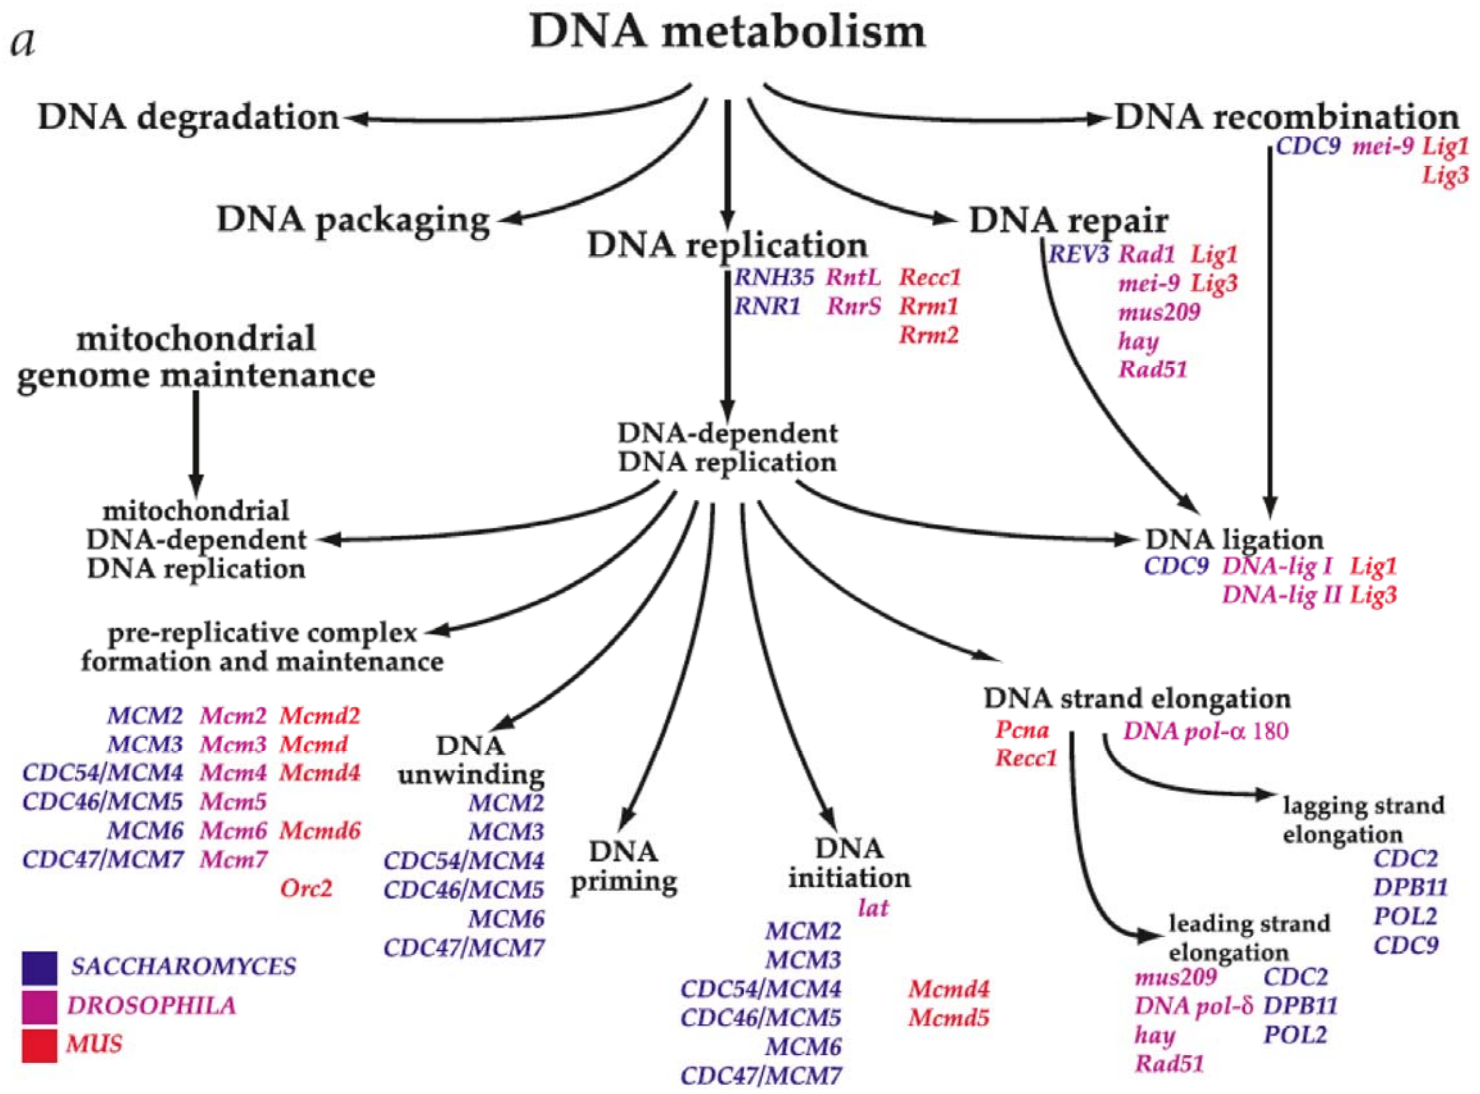 a
DNA metabolism
DNA degradation
DNA recombination
CDC9 mei-9 Lig1
Lig3
DNA packaging
DNA replication
RNH35 RntL Recc1
RNR1 RnrS Rrm1
Rrm2
DNA repair
REV3 Rad1 Lig1
mei-9 Lig3
mus209
hay
Rad51
mitochondrial
genome maintenance
DNA-dependent
DNA replication
mitochondrial
DNA-dependent
DNA replication
DNA ligation
CDC9 DNA-lig I Lig1
DNA-lig II Lig3
pre-replicative complex
formation and maintenance
MCM2 Mcm2 Mcmd2
MCM3 Mcm3 Mcmd
CDC54/MCM4 Mcm4 Mcmd4
CDC46/MCM5 Mcm5
MCM6 Mcm6 Mcmd6
CDC47/MCM7 Mcm7
Orc2
DNA
unwinding
MCM2
MCM3
CDC54/MCM4
CDC46/MCM5
MCM6
CDC47/MCM7
DNA
priming
DNA
initiation
lat
MCM2
MCM3
CDC54/MCM4 Mcmd4
CDC46/MCM5 Mcmd5
MCM6
CDC47/MCM7
DNA strand elongation
Pcna DNA pol-α 180
Recc1
lagging strand
elongation
CDC2
DPB11
POL2
CDC9
leading strand
elongation
mus209 CDC2
DNA pol-δ DPB11
hay POL2
Rad51
SACCHAROMYCES
DROSOPHILA
MUS